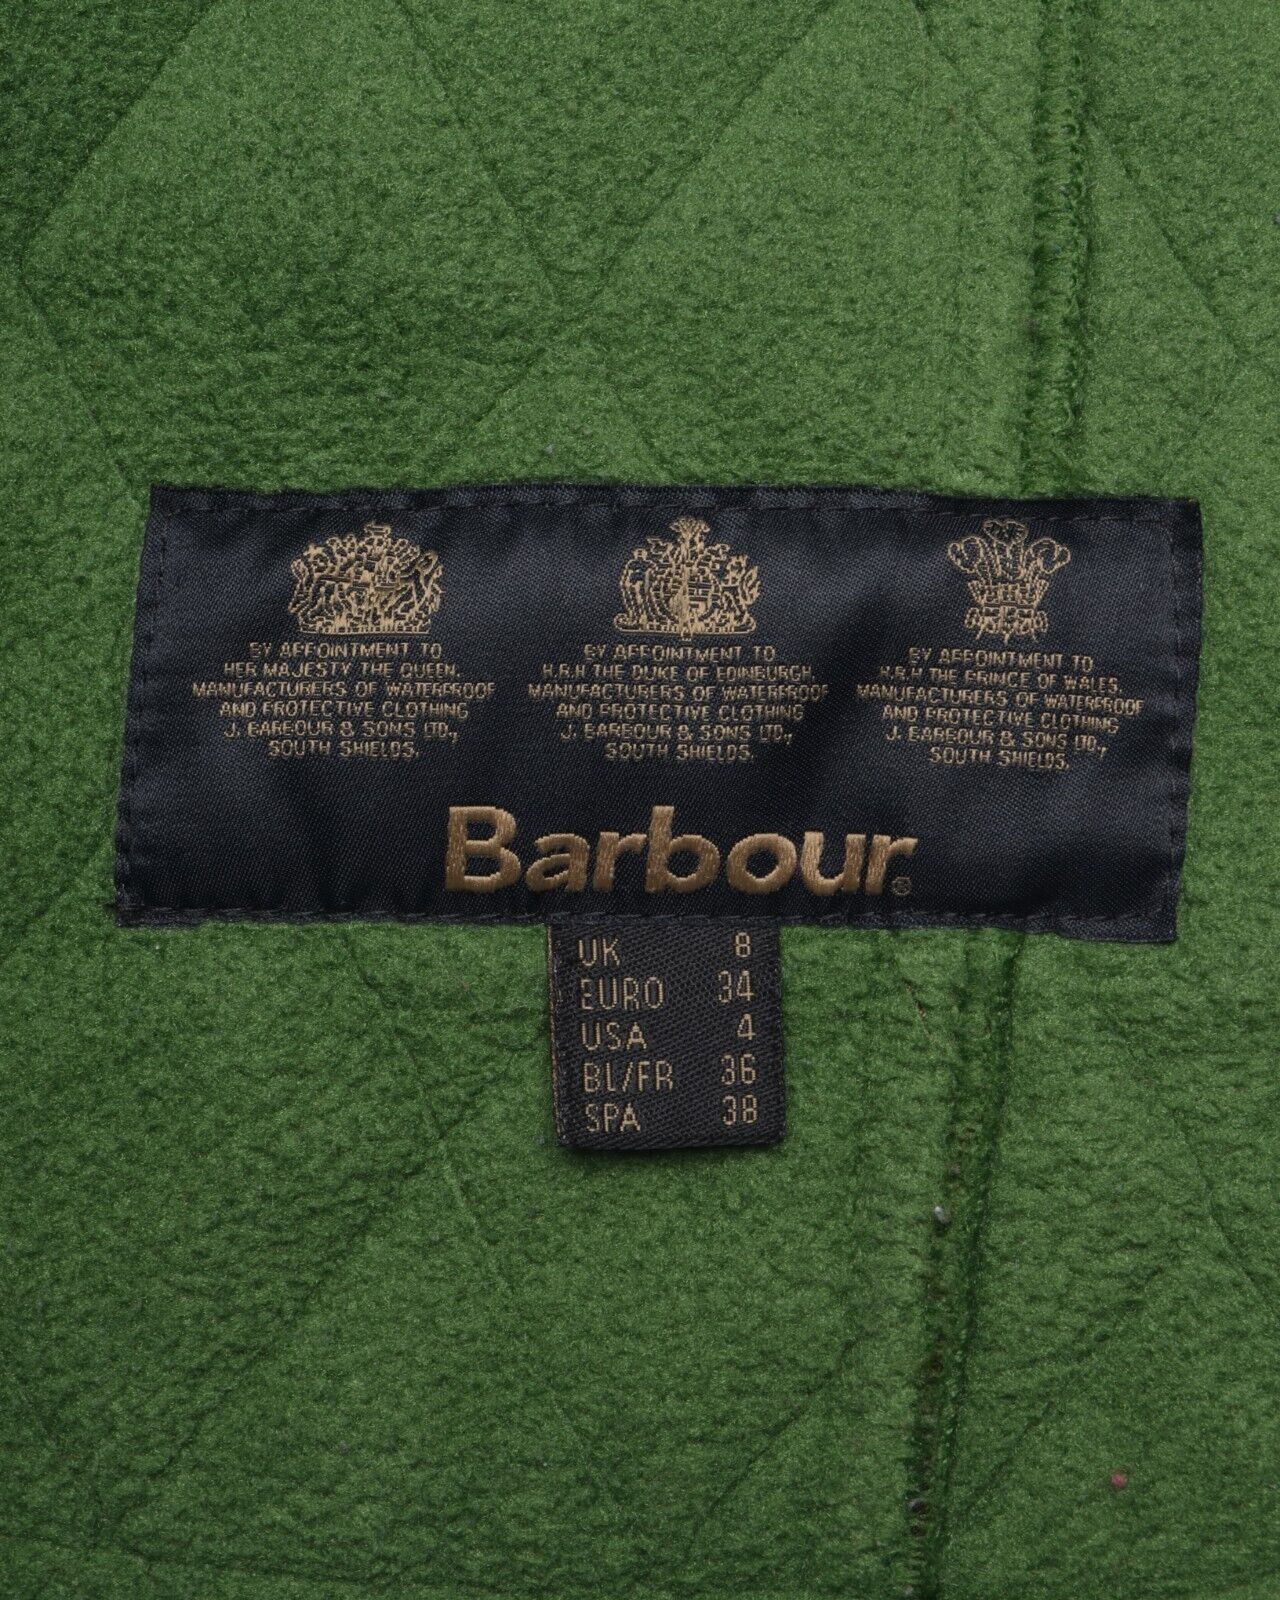 BY APPOINTMENT TO
HER MAJESTY THE QUEEN.
MANUFACTURERS OF WATERPROOF
AND PROTECTIVE CLOTHING
J. BARBOUR & SONS LTD.,
SOUTH SHIELDS.
BY APPOINTMENT TO
H.R.H THE DUKE OF EDINBURGH.
MANUFACTURERS OF WATERPROOF
AND PROTECTIVE CLOTHING
J. BARBOUR & SONS LTD.,
SOUTH SHIELDS.
BY APPOINTMENT TO
H.R.H THE PRINCE OF WALES.
MANUFACTURERS OF WATERPROOF
AND PROTECTIVE CLOTHING
J. BARBOUR & SONS LTD.,
SOUTH SHIELDS.
Barbour®
UK 8
EURO 34
USA 4
BL/FR 36
SPA 38